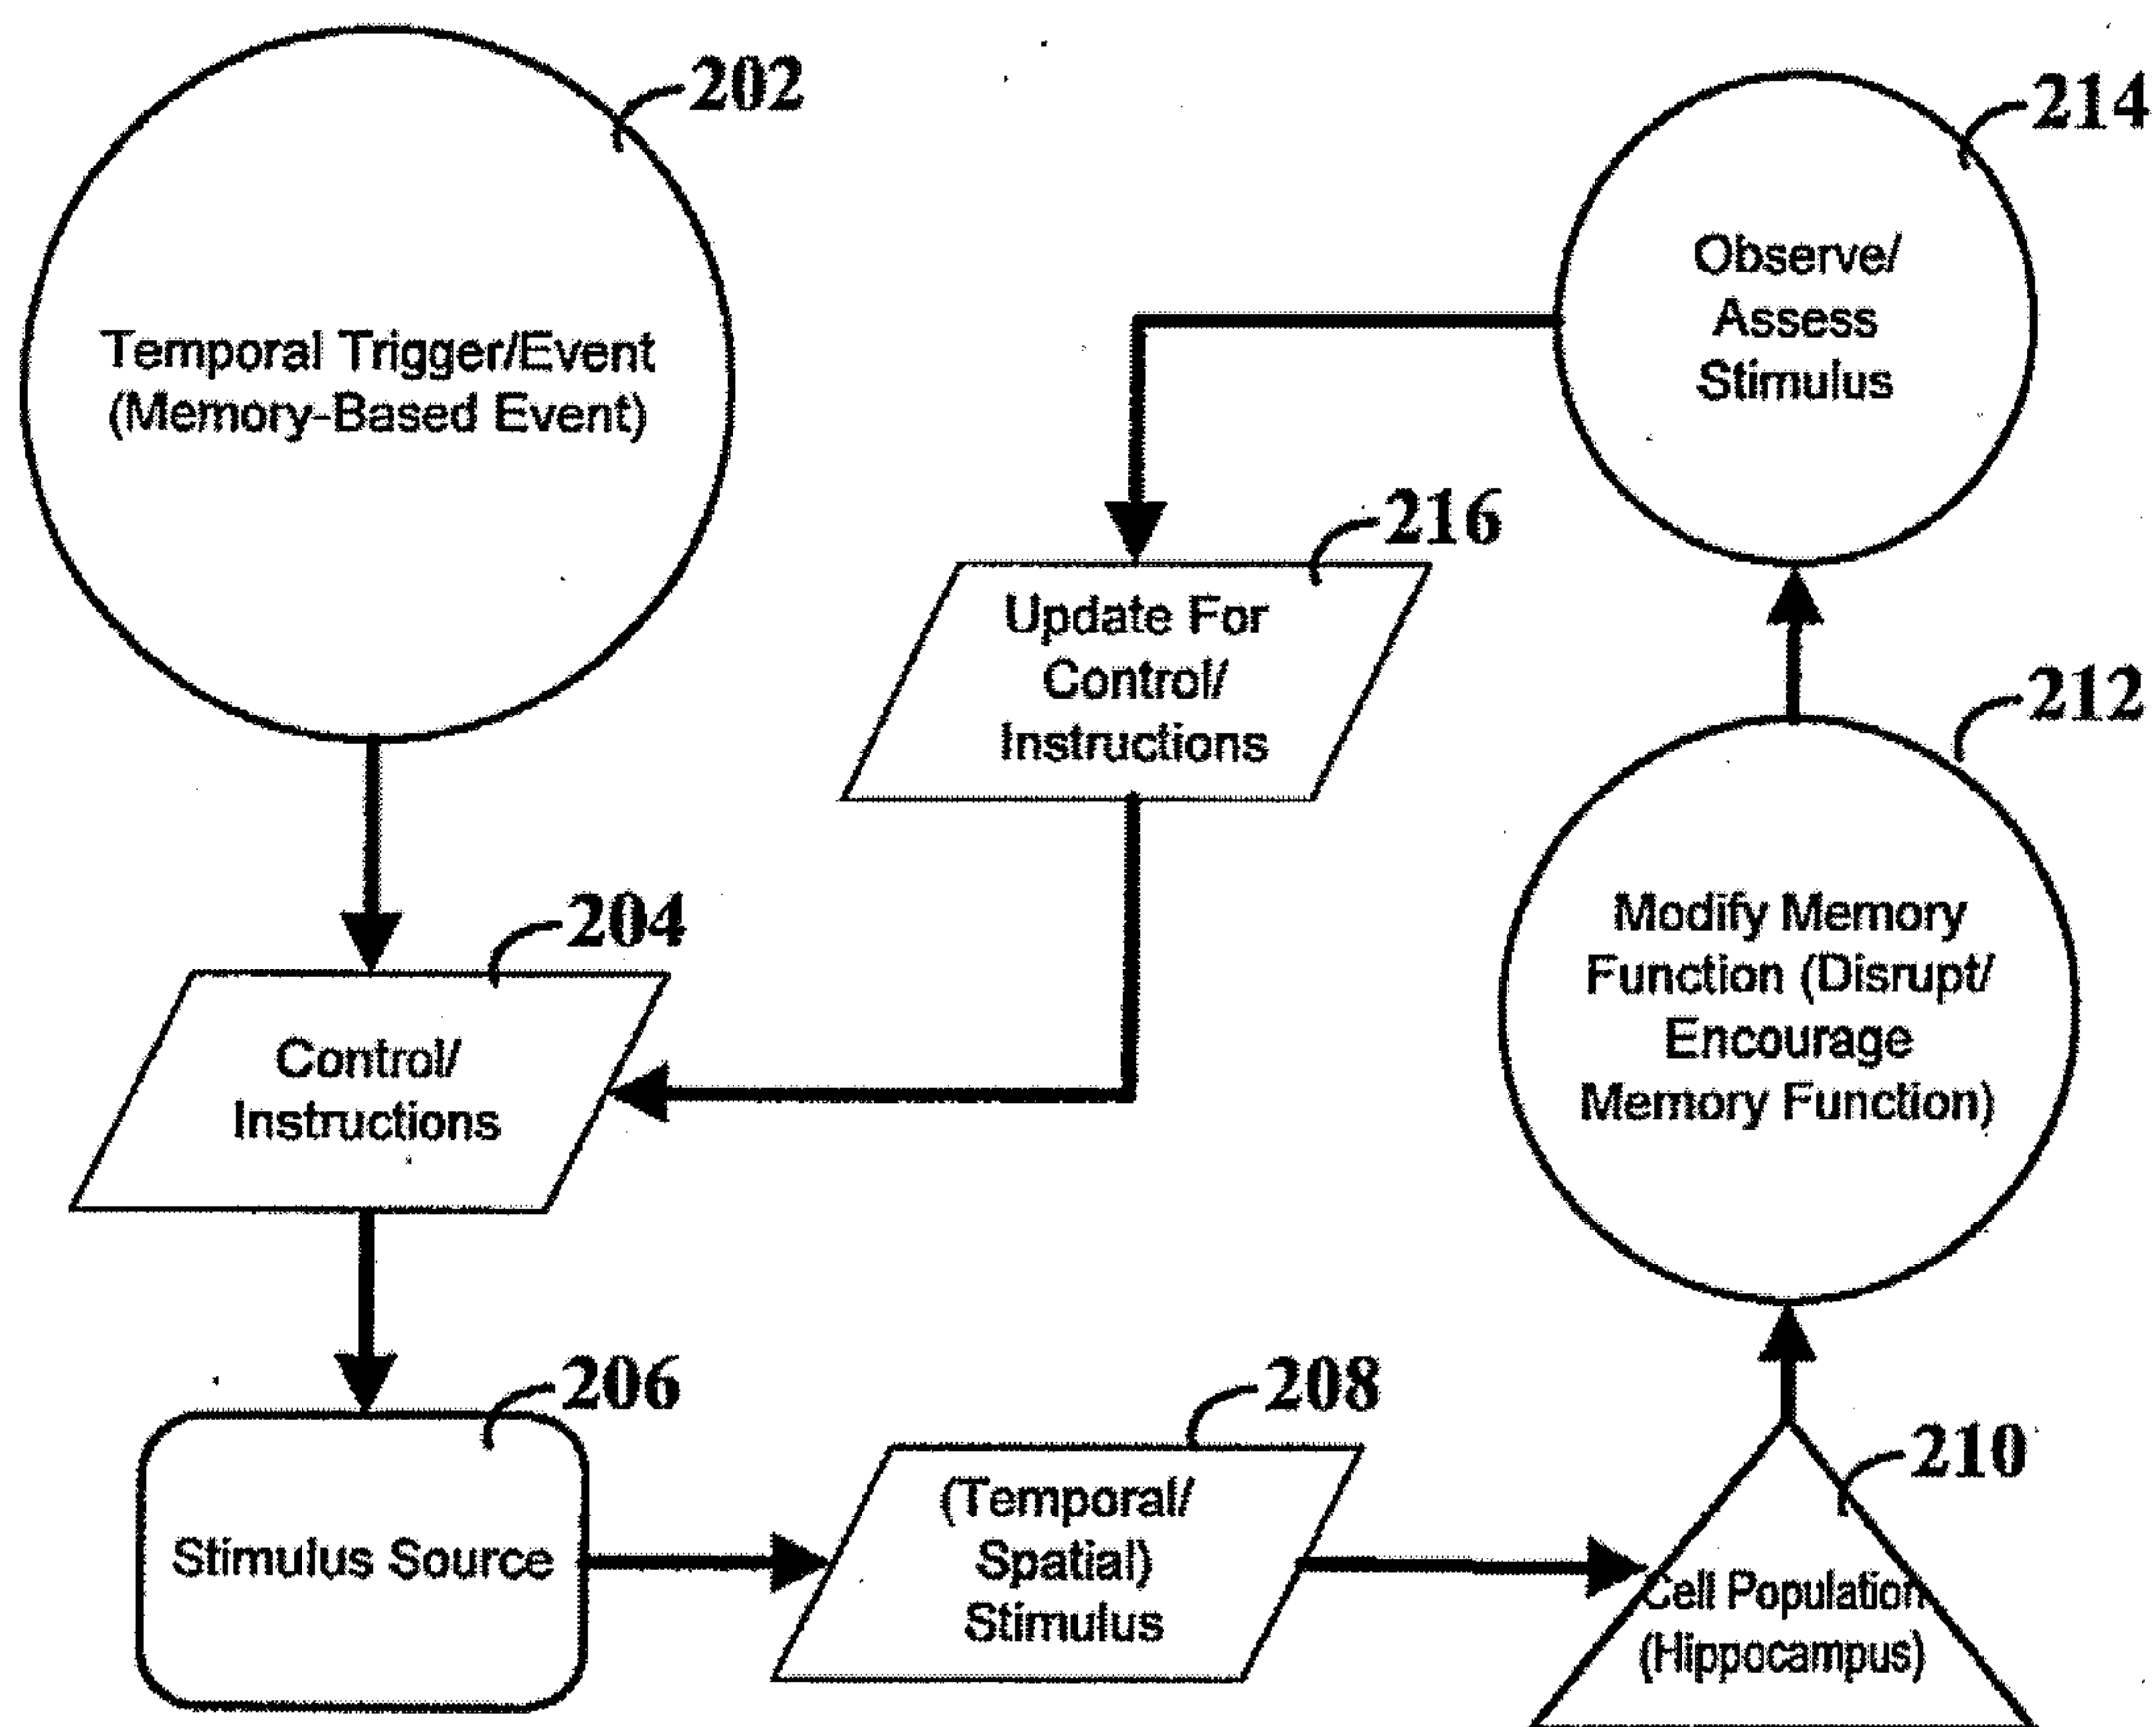 202
Temporal Trigger/Event
(Memory-Based Event)
214
Observe/
Assess
Stimulus
216
Update For
Control/
Instructions
212
Modify Memory
Function (Disrupt/
Encourage
Memory Function)
204
Control/
Instructions
206
Stimulus Source
208
(Temporal/
Spatial)
Stimulus
210
Cell Population
(Hippocampus)